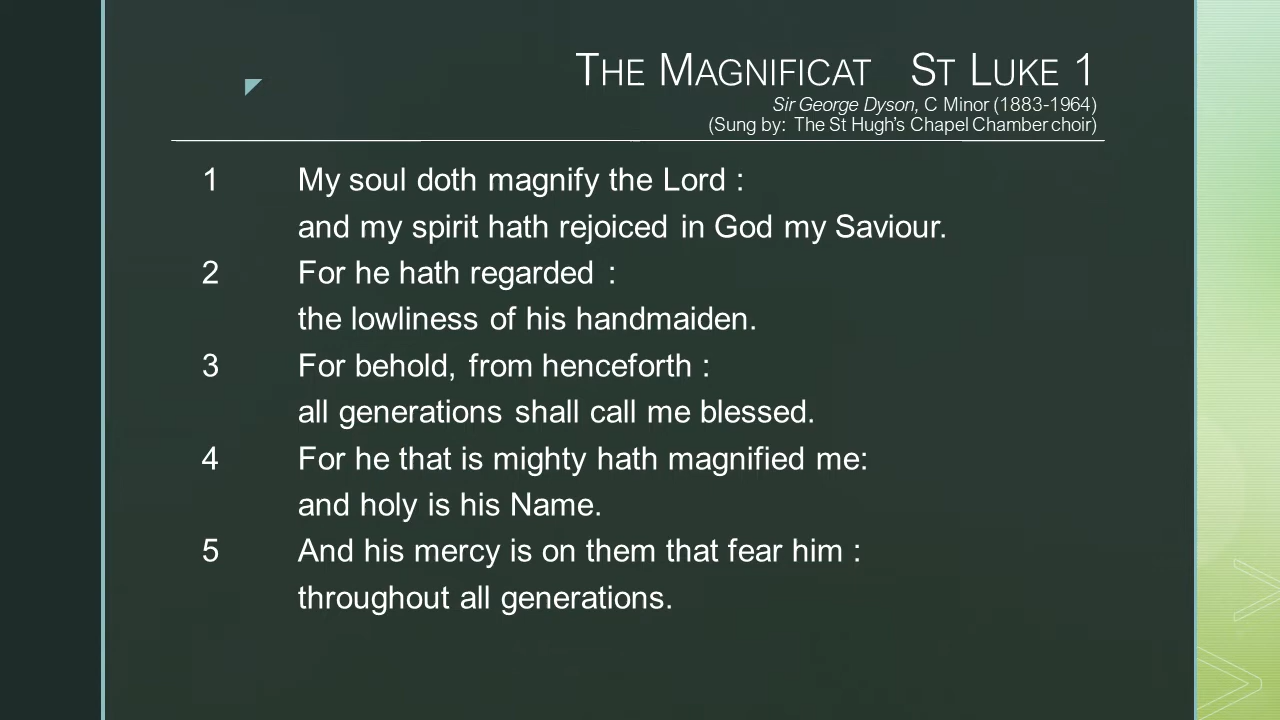 THE MAGNIFICAT ST LUKE 1
Sir George Dyson, C Minor (1883-1964)
(Sung by: The St Hugh's Chapel Chamber choir)
1 My soul doth magnify the Lord :
and my spirit hath rejoiced in God my Saviour.
2 For he hath regarded :
the lowliness of his handmaiden.
3 For behold, from henceforth :
all generations shall call me blessed.
4 For he that is mighty hath magnified me:
and holy is his Name.
5 And his mercy is on them that fear him :
throughout all generations.